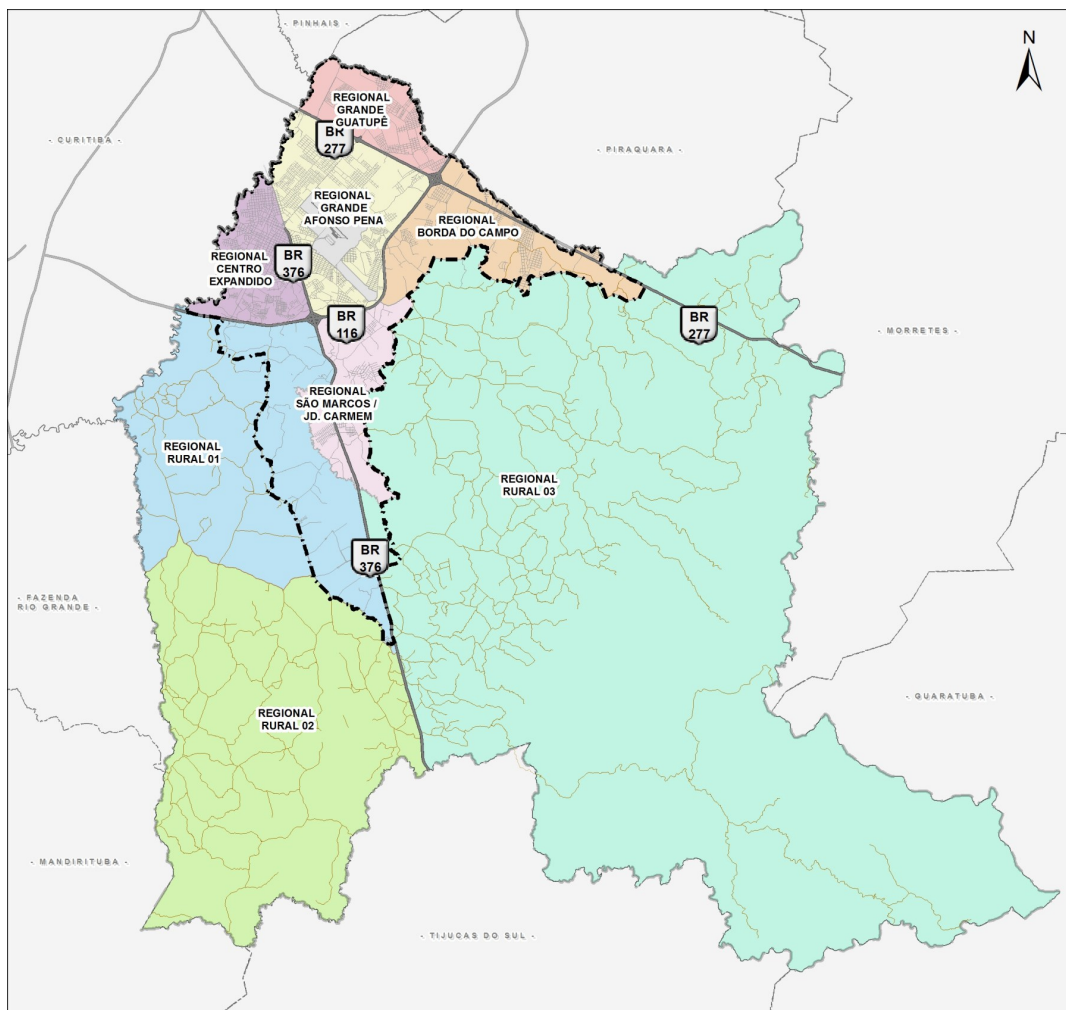 - PINHAIS -
N
REGIONAL
GRANDE
GUATUPÊ
BR
277
- CURITIBA -
- PIRAQUARA -
REGIONAL
GRANDE
AFONSO PENA
REGIONAL
BORDA DO CAMPO
REGIONAL
CENTRO
EXPANDIDO
BR
376
BR
116
BR
277
- MORRETES -
REGIONAL
SÃO MARCOS /
JD. CARMEM
REGIONAL
RURAL 01
REGIONAL
RURAL 03
BR
376
- FAZENDA
RIO GRANDE -
- GUARATUBA -
REGIONAL
RURAL 02
- MANDIRITUBA -
- TIJUCAS DO SUL -